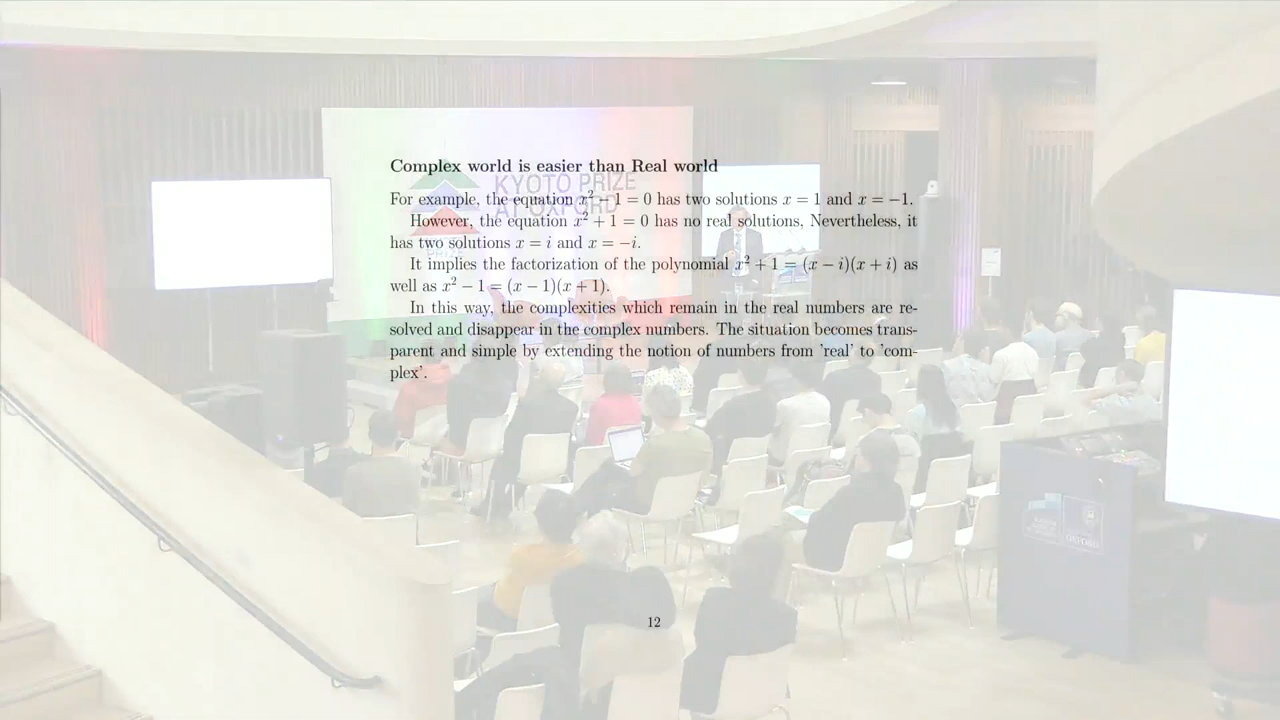 Complex world is easier than Real world
For example, the equation x² − 1 = 0 has two solutions x = 1 and x = −1.
However, the equation x² + 1 = 0 has no real solutions, Nevertheless, it
has two solutions x = i and x = −i.
It implies the factorization of the polynomial x² + 1 = (x − i)(x + i) as
well as x² − 1 = (x − 1)(x + 1).
In this way, the complexities which remain in the real numbers are re-
solved and disappear in the complex numbers. The situation becomes trans-
parent and simple by extending the notion of numbers from 'real' to 'com-
plex'.
KYOTO PRIZE
AT OXFORD
OXFORD
12